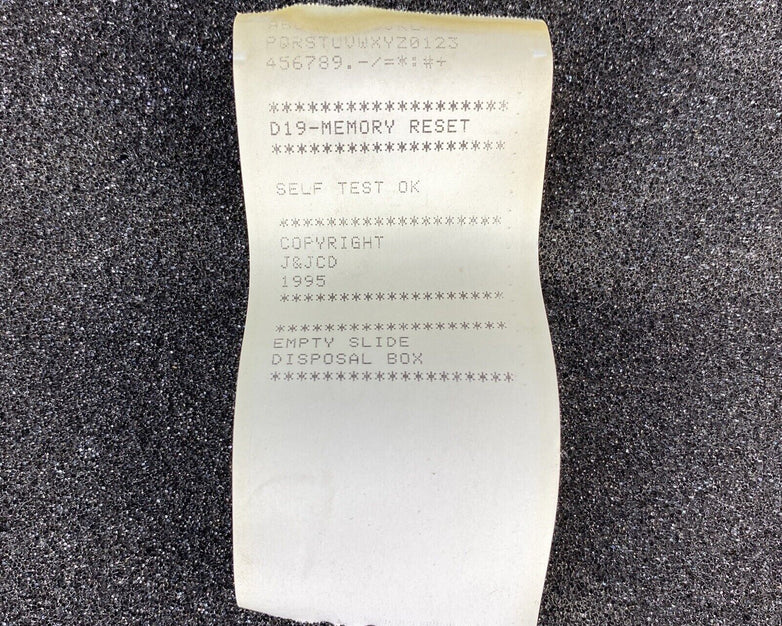 PQRSTUVWXYZ0123
456789.-/=*:#+
*******************
D19-MEMORY RESET
*******************
SELF TEST OK
*******************
COPYRIGHT
J&JCD
1995
*******************
*******************
EMPTY SLIDE
DISPOSAL BOX
*******************